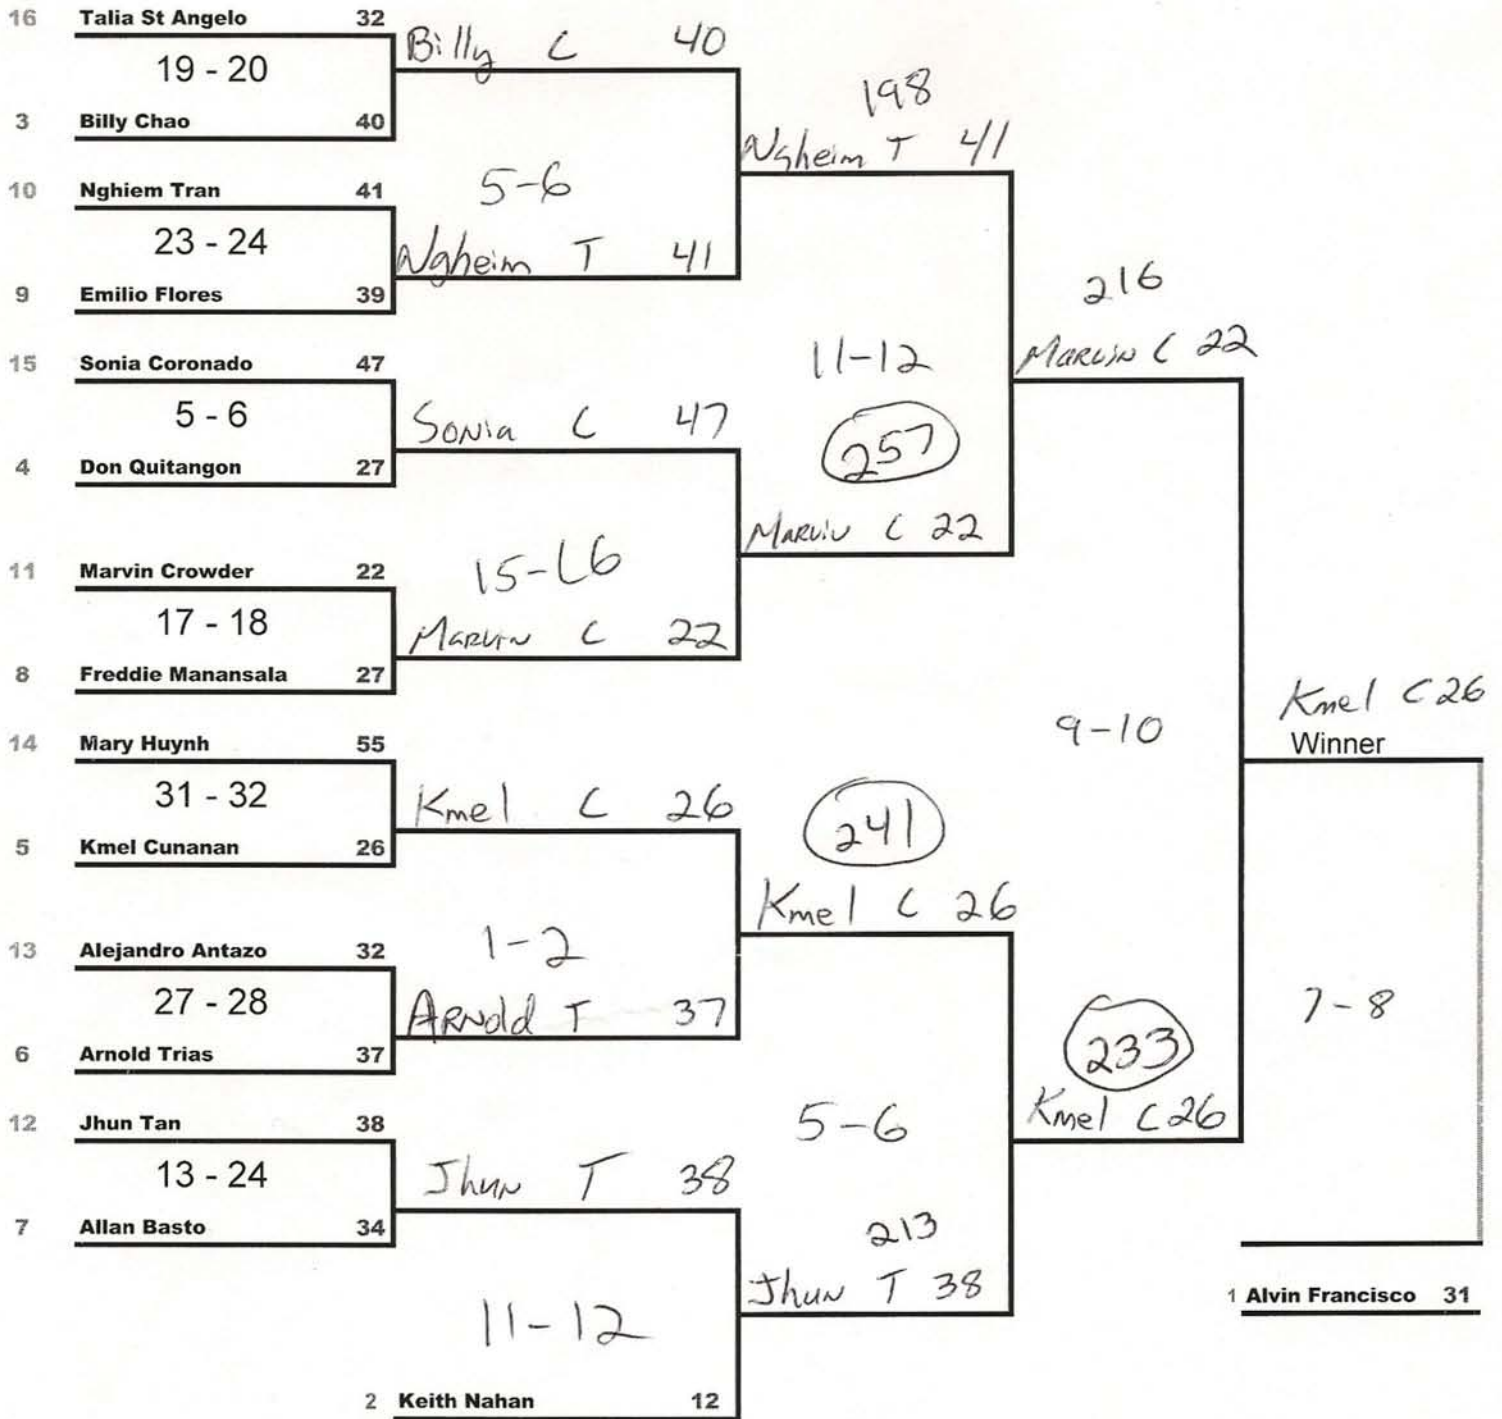 16 Talia St Angelo 32
Billy C 40
19 - 20
198
3 Billy Chao 40
Ngheim T 41
10 Nghiem Tran 41
5-6
23 - 24
Ngheim T 41
9 Emilio Flores 39
216
15 Sonia Coronado 47
11-12
Marvin C 22
5 - 6
Sonia C 47
257
4 Don Quitangon 27
Marvin C 22
11 Marvin Crowder 22
15-16
17 - 18
Marvin C 22
8 Freddie Manansala 27
Kmel C 26
14 Mary Huynh 55
9-10
Winner
31 - 32
Kmel C 26
241
5 Kmel Cunanan 26
Kmel C 26
13 Alejandro Antazo 32
1-2
27 - 28
Arnold T 37
7-8
6 Arnold Trias 37
233
12 Jhun Tan 38
5-6
Kmel C 26
13 - 24
Jhun T 38
7 Allan Basto 34
213
Jhun T 38
1 Alvin Francisco 31
11-12
2 Keith Nahan 12